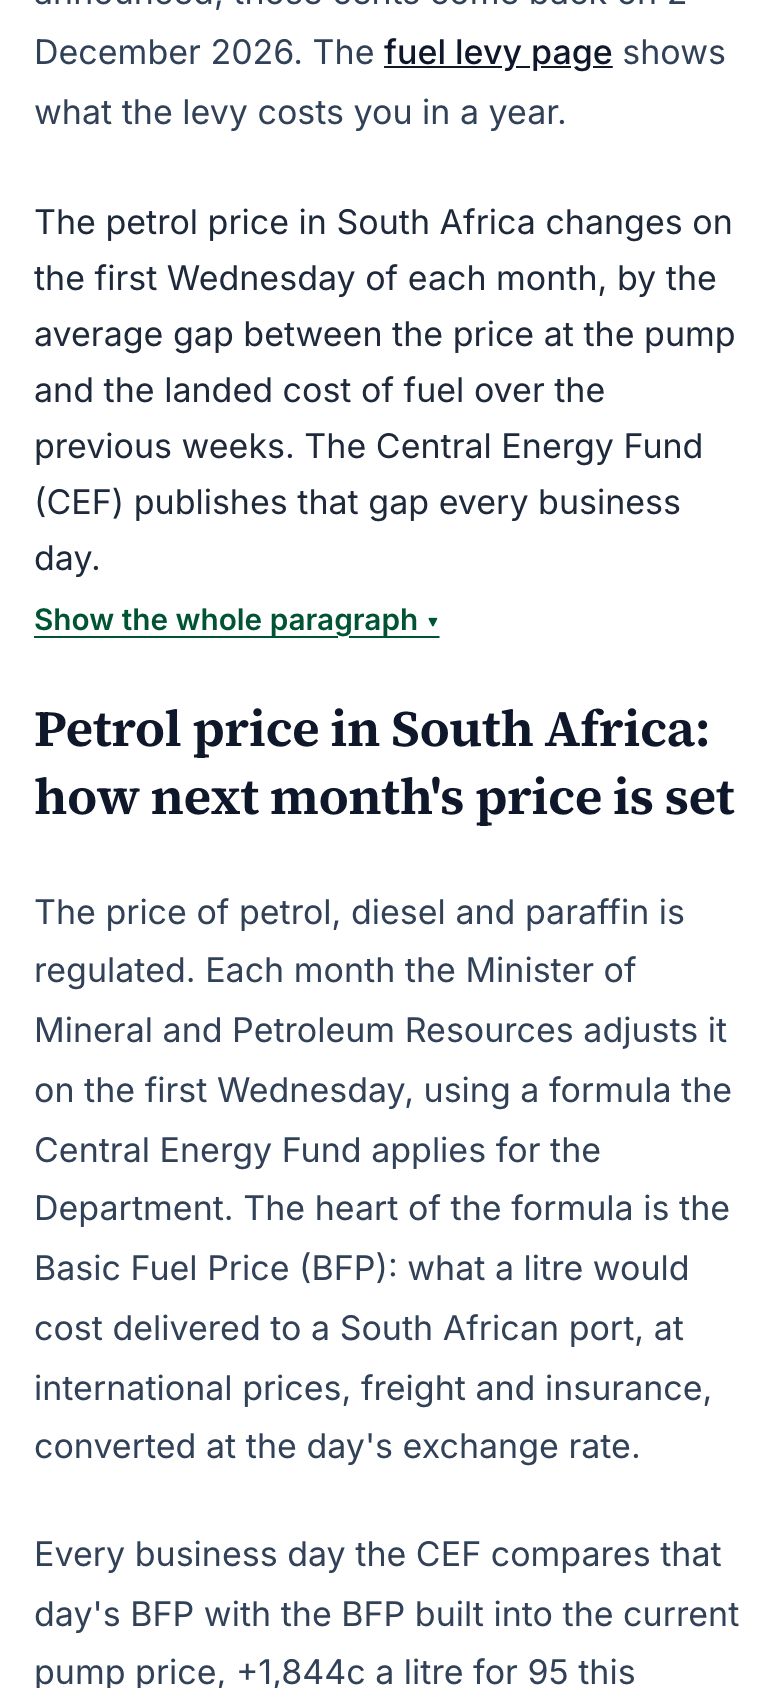 announced, those cents come back on 2
December 2026. The fuel levy page shows
what the levy costs you in a year.
The petrol price in South Africa changes on
the first Wednesday of each month, by the
average gap between the price at the pump
and the landed cost of fuel over the
previous weeks. The Central Energy Fund
(CEF) publishes that gap every business
day.
Show the whole paragraph ▾
Petrol price in South Africa:
how next month's price is set
The price of petrol, diesel and paraffin is
regulated. Each month the Minister of
Mineral and Petroleum Resources adjusts it
on the first Wednesday, using a formula the
Central Energy Fund applies for the
Department. The heart of the formula is the
Basic Fuel Price (BFP): what a litre would
cost delivered to a South African port, at
international prices, freight and insurance,
converted at the day's exchange rate.
Every business day the CEF compares that
day's BFP with the BFP built into the current
pump price, +1,844c a litre for 95 this